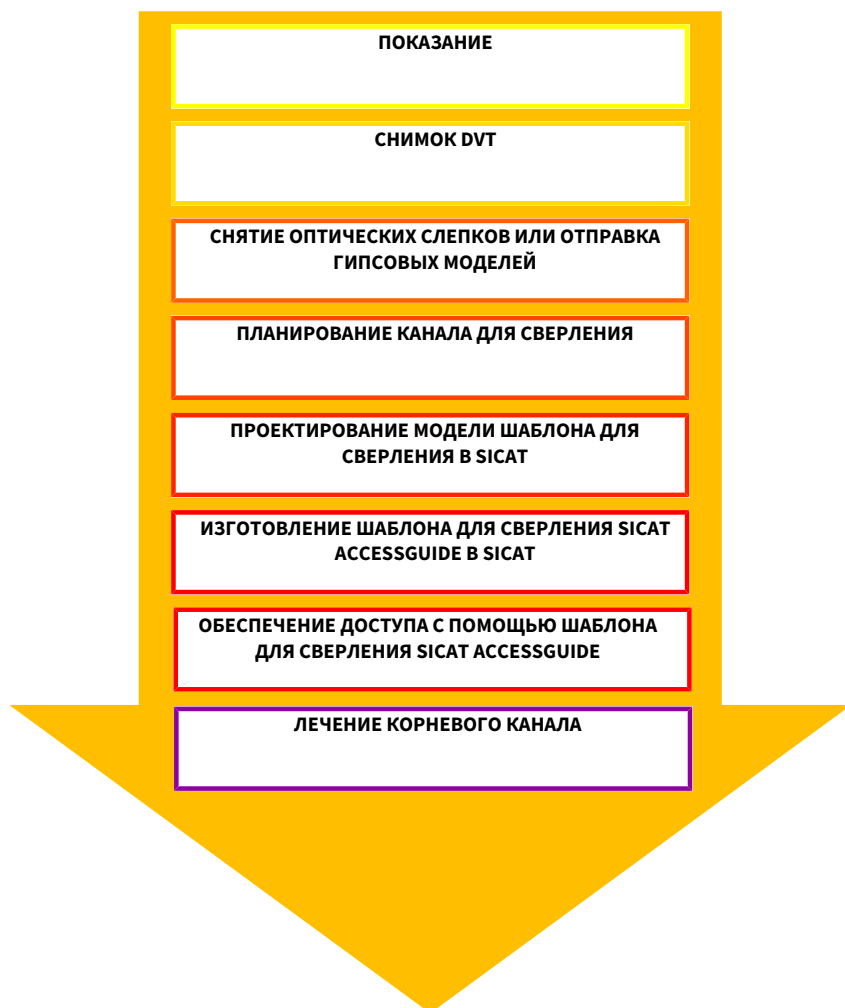 ПОКАЗАНИЕ
СНИМОК DVT
СНЯТИЕ ОПТИЧЕСКИХ СЛЕПКОВ ИЛИ ОТПРАВКА
ГИПСОВЫХ МОДЕЛЕЙ
ПЛАНИРОВАНИЕ КАНАЛА ДЛЯ СВЕРЛЕНИЯ
ПРОЕКТИРОВАНИЕ МОДЕЛИ ШАБЛОНА ДЛЯ
СВЕРЛЕНИЯ В SICAT
ИЗГОТОВЛЕНИЕ ШАБЛОНА ДЛЯ СВЕРЛЕНИЯ SICAT
ACCESSGUIDE В SICAT
ОБЕСПЕЧЕНИЕ ДОСТУПА С ПОМОЩЬЮ ШАБЛОНА
ДЛЯ СВЕРЛЕНИЯ SICAT ACCESSGUIDE
ЛЕЧЕНИЕ КОРНЕВОГО КАНАЛА